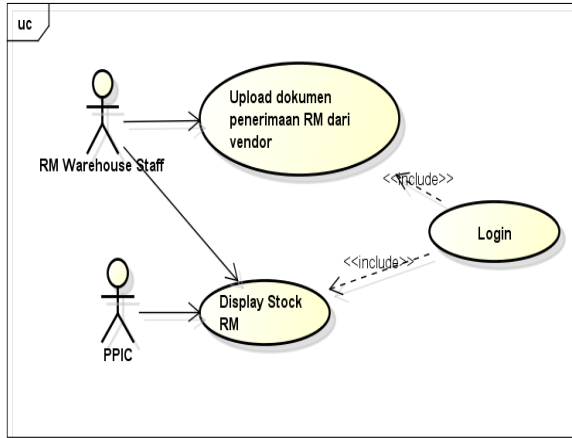 uc
Upload dokumen
penerimaan RM dari
vendor
RM Warehouse Staff
<<include>>
Login
<<include>>
Display Stock
RM
PPIC